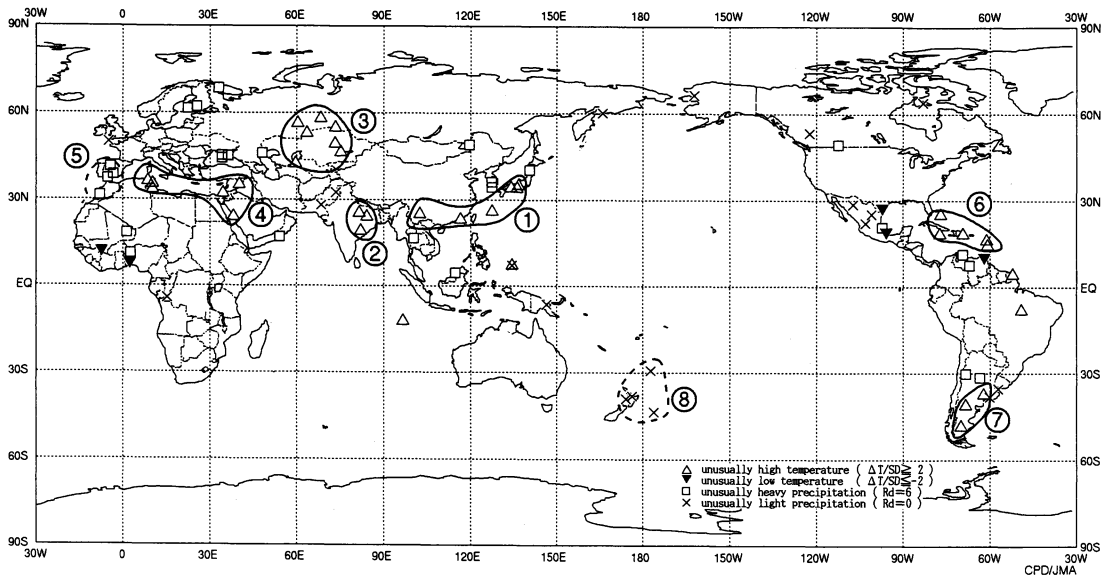 30W 0 30E 60E 90E 120E 150E 180 150W 120W 90W 60W 30W
90N 90N
60N 60N
③
⑤
30N 30N
④ ② ① ⑥
EQ EQ
30S 30S
⑧ ⑦
60S 60S
△ unusually high temperature ( ΔT/SD≧ 2 )
▼ unusually low temperature ( ΔT/SD≦-2 )
□ unusually heavy precipitation ( Rd=6 )
× unusually light precipitation ( Rd=0 )
90S 90S
30W 0 30E 60E 90E 120E 150E 180 150W 120W 90W 60W 30W
CPD/JMA